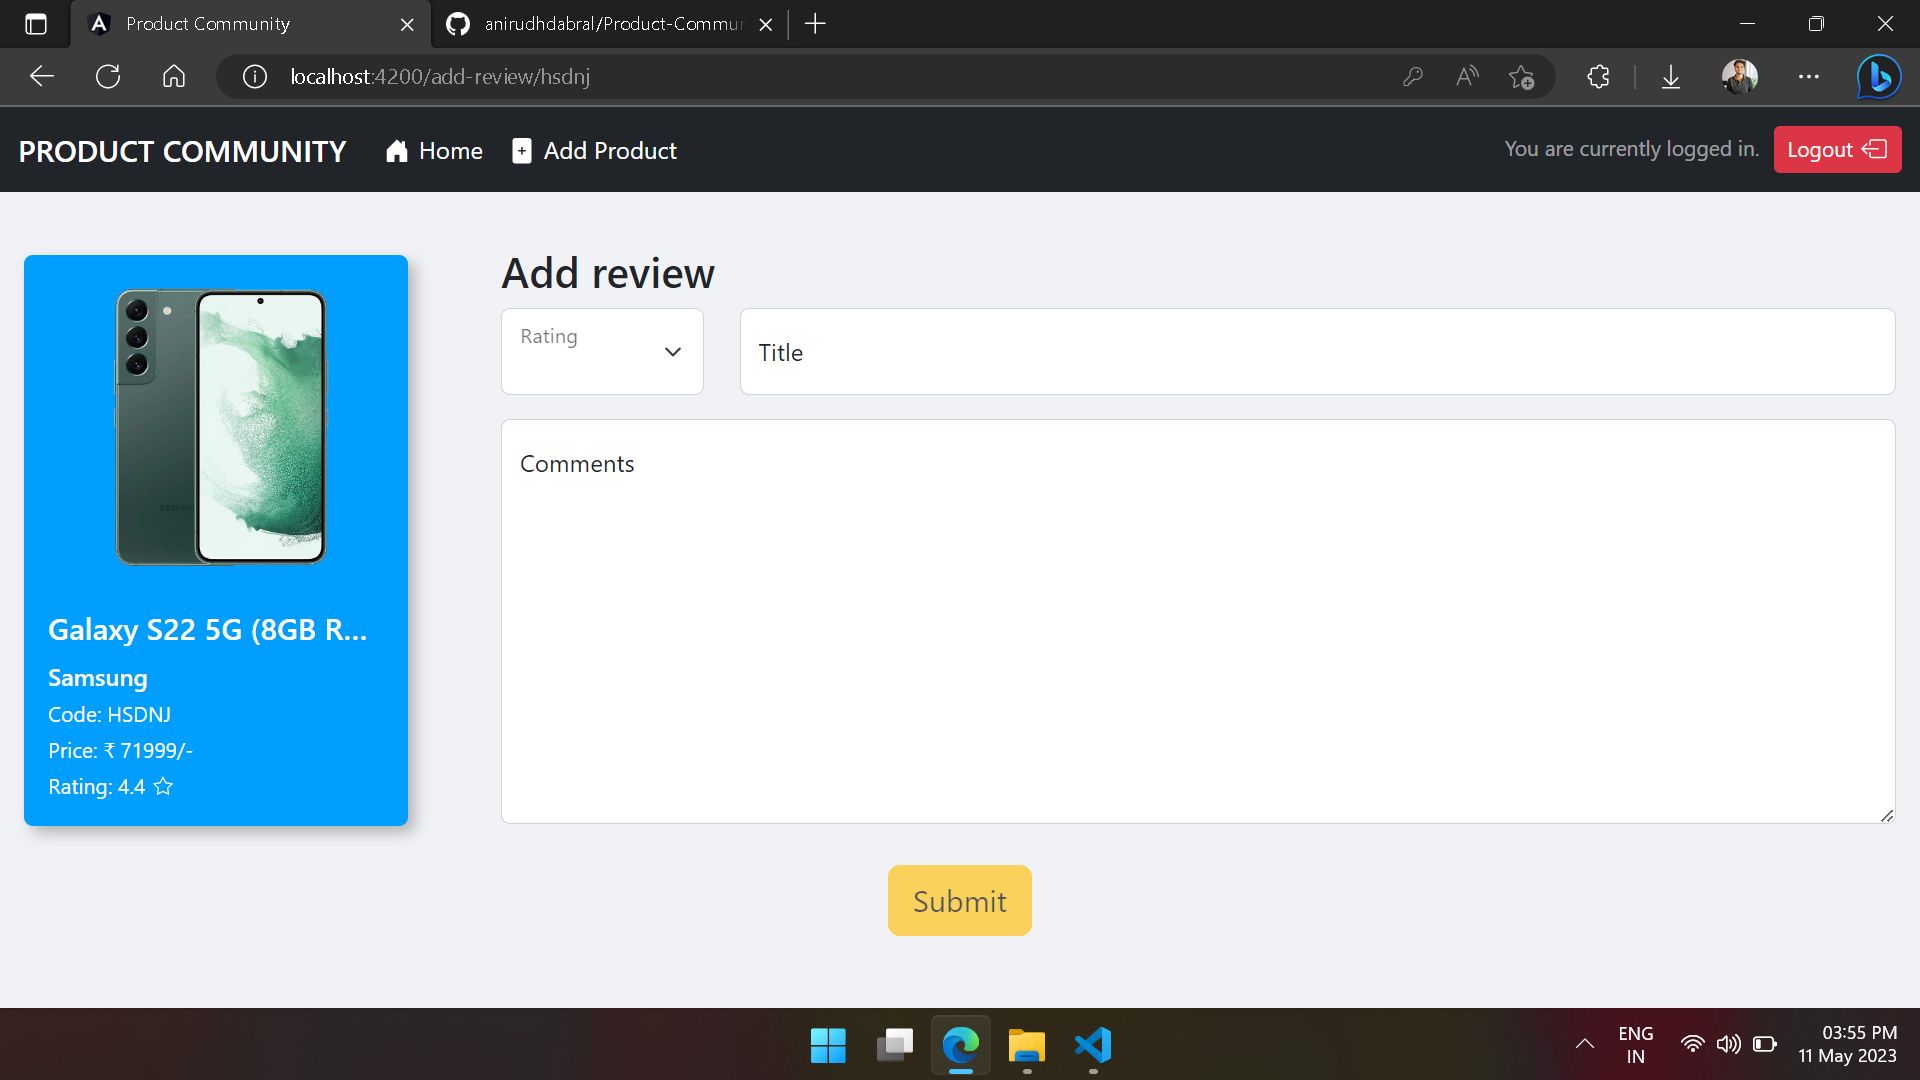 Product Community
anirudhdabral/Product-Commun
localhost:4200/add-review/hsdnj
PRODUCT COMMUNITY
Home
Add Product
You are currently logged in.
Logout
Add review
Rating
Title
Comments
SAMSU
Galaxy S22 5G (8GB R...
Samsung
Code: HSDNJ
Price: ₹ 71999/-
Rating: 4.4
Submit
ENG
IN
03:55 PM
11 May 2023